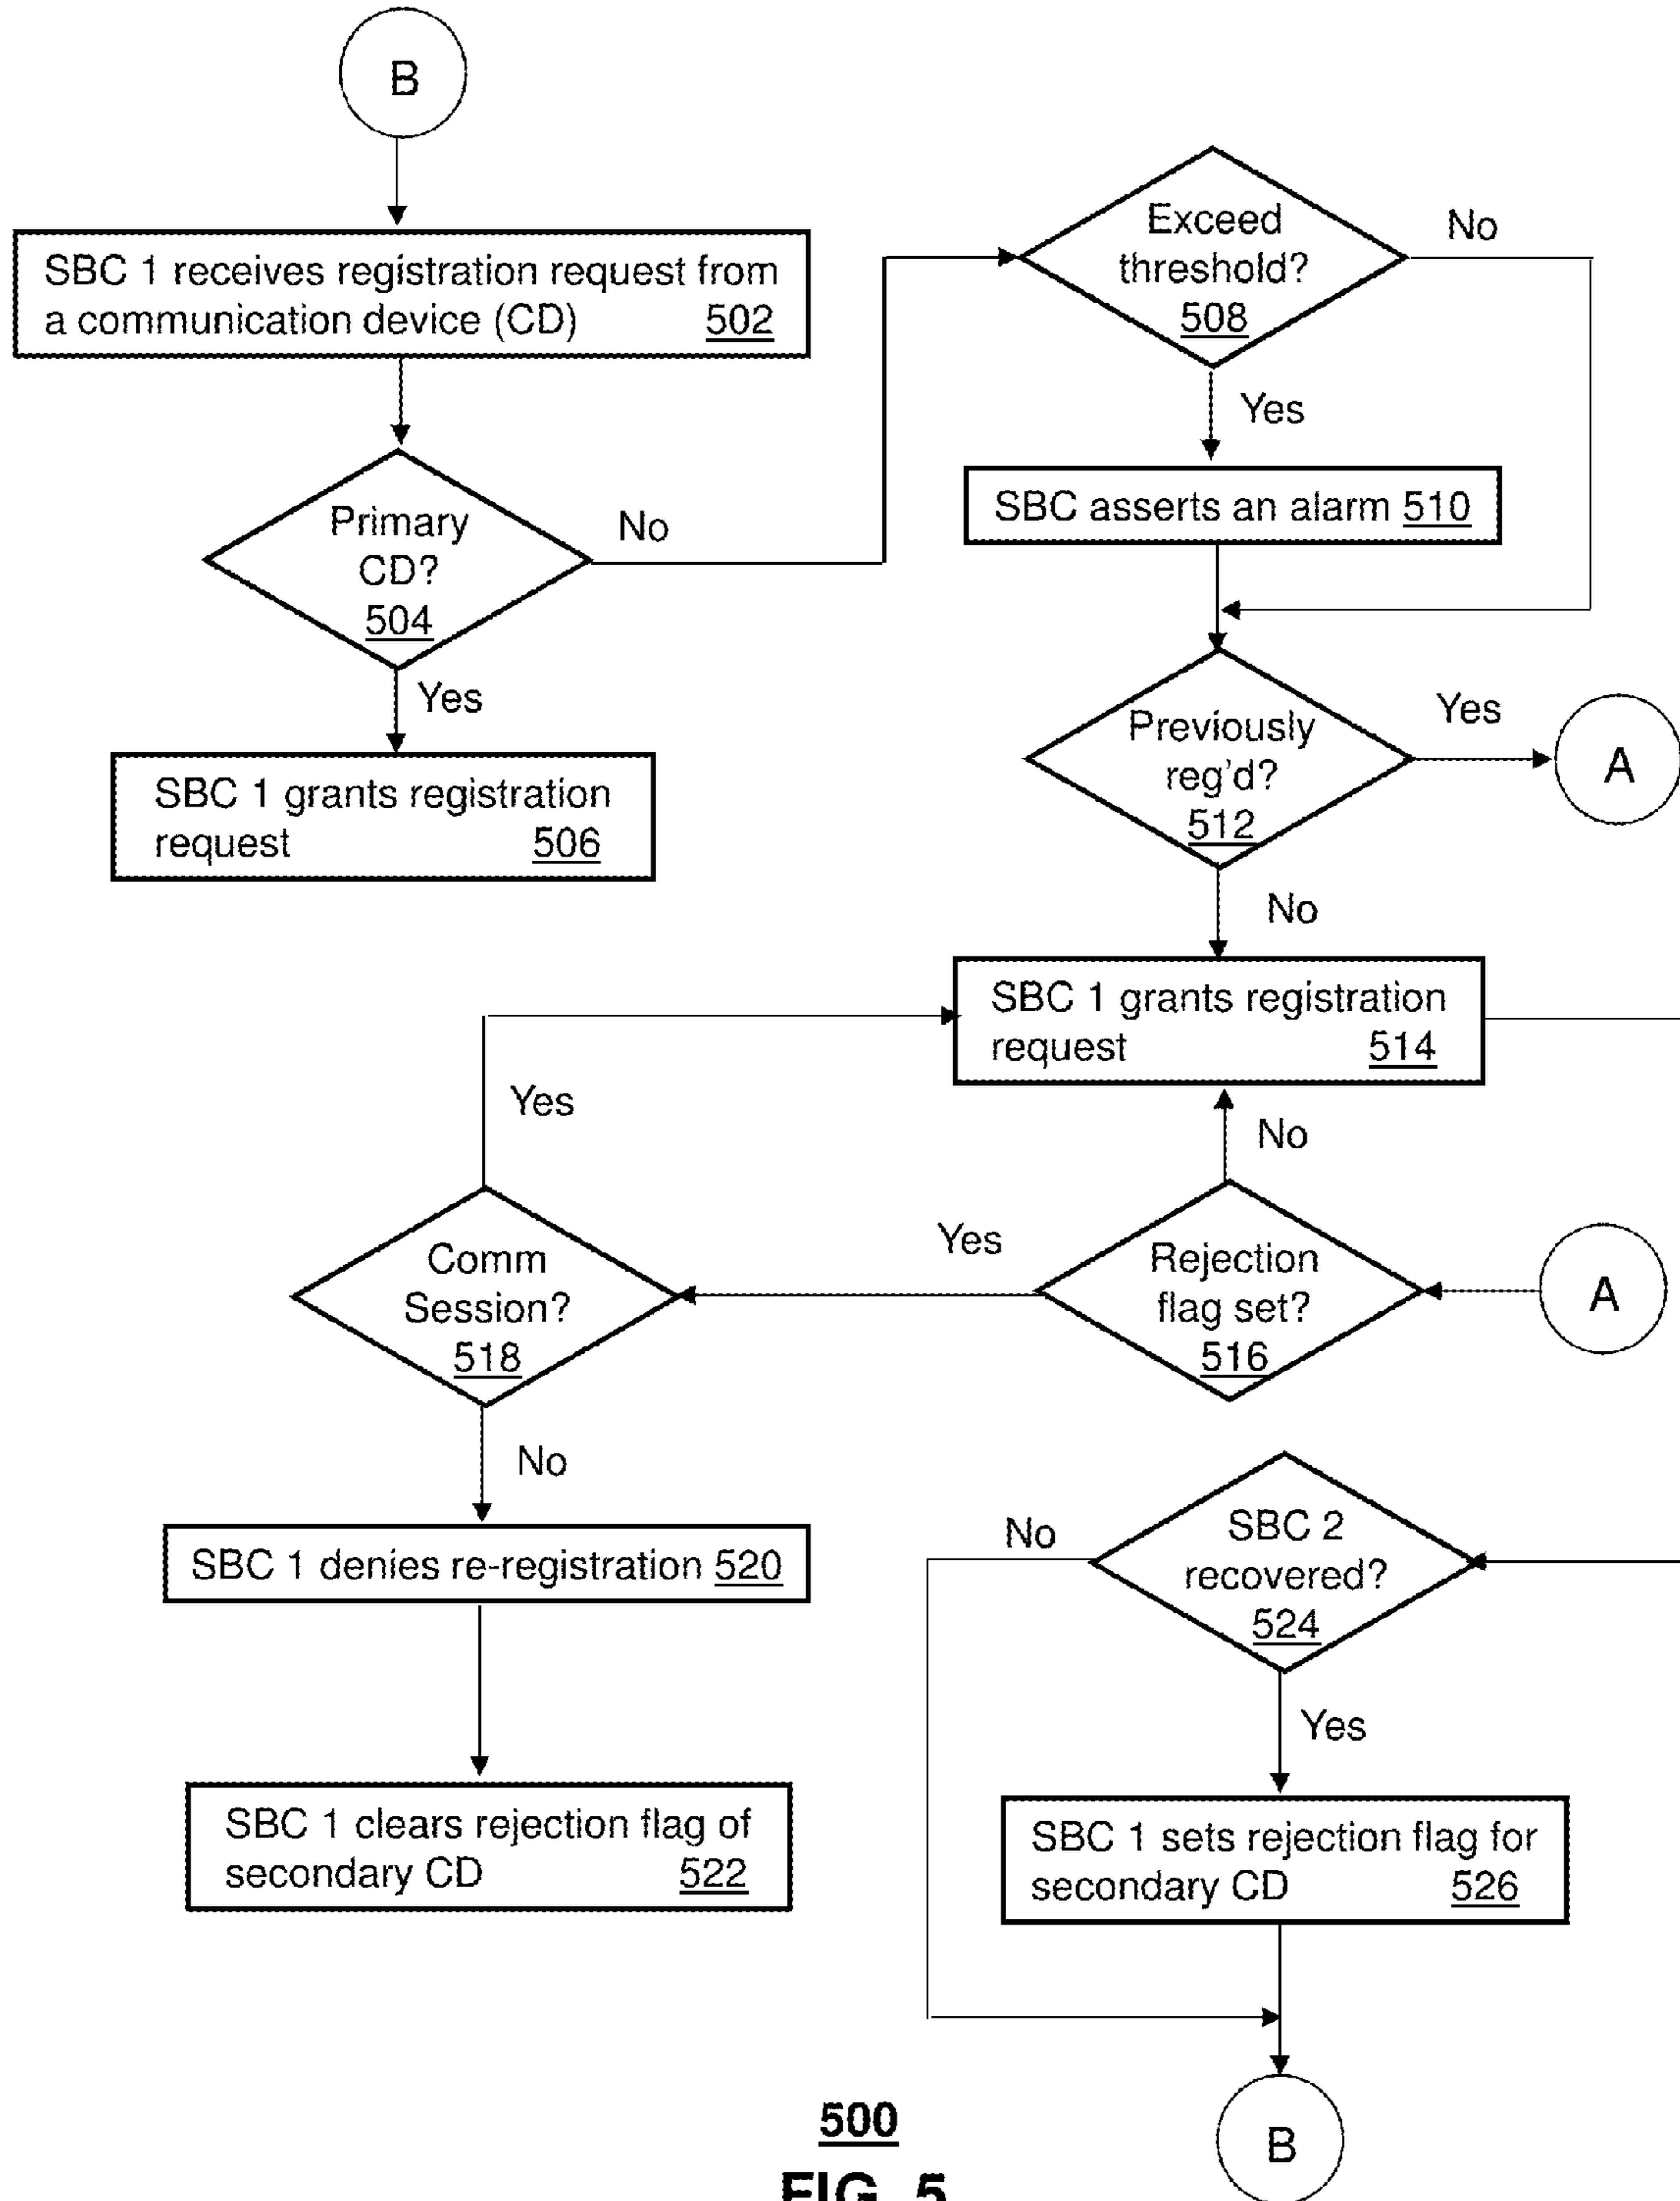 B
SBC 1 receives registration request from
a communication device (CD) 502
Primary
CD?
504
No
Yes
SBC 1 grants registration
request 506
Exceed
threshold?
508
No
Yes
SBC asserts an alarm 510
Previously
reg'd?
512
Yes
A
No
SBC 1 grants registration
request 514
Yes
No
Comm
Session?
518
Yes
Rejection
flag set?
516
A
No
SBC 1 denies re-registration 520
SBC 1 clears rejection flag of
secondary CD 522
No
SBC 2
recovered?
524
Yes
SBC 1 sets rejection flag for
secondary CD 526
B
500
FIG. 5